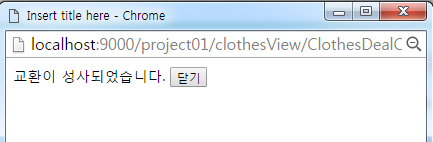 Insert title here - Chrome
localhost:9000/project01/clothesView/ClothesDealC
교환이 성사되었습니다. 닫기